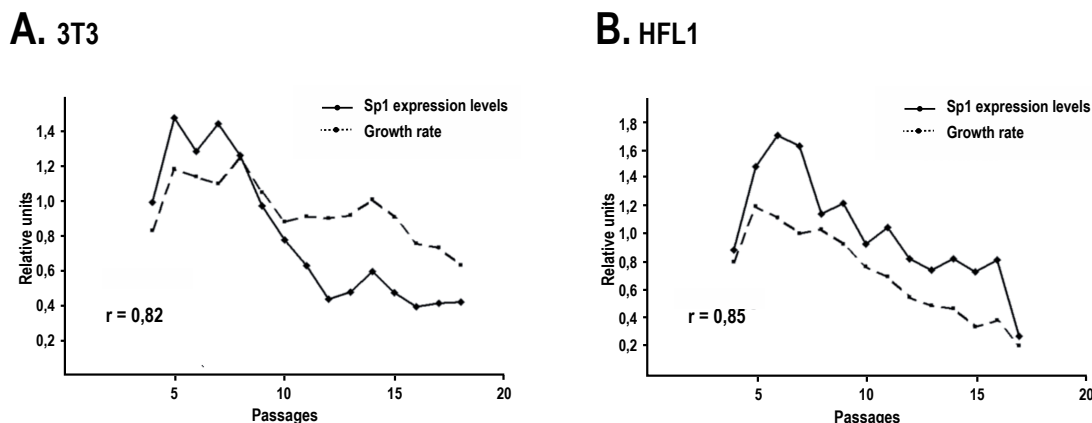 A. 3T3
Sp1 expression levels
Growth rate
Relative units
1,4
1,2
1,0
0,8
0,6
0,4
0,2
r = 0,82
5
10
15
20
Passages
B. HFL1
Sp1 expression levels
Growth rate
Relative units
1,8
1,6
1,4
1,2
1,0
0,8
0,6
0,4
0,2
r = 0,85
5
10
15
20
Passages